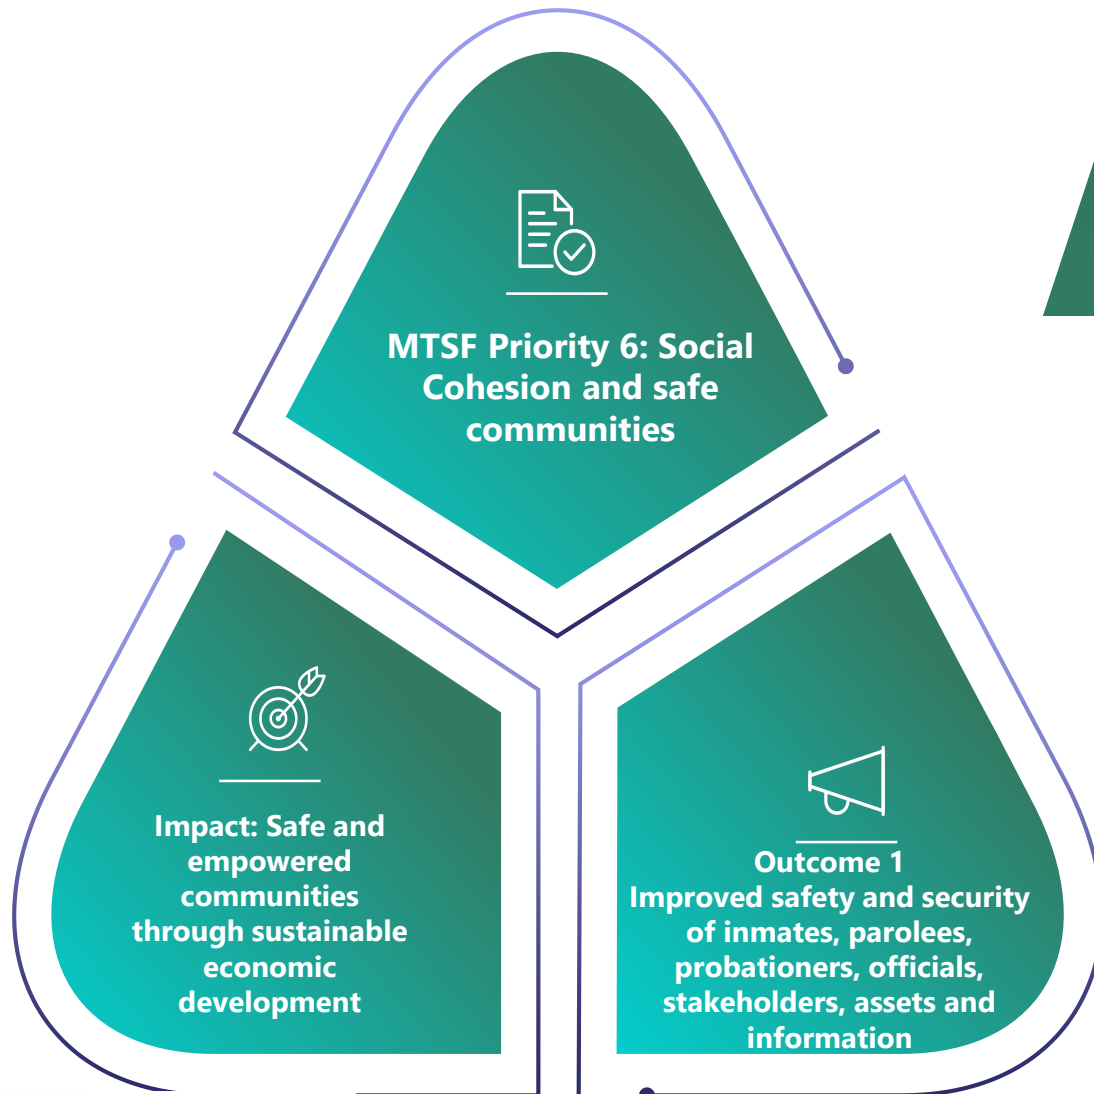 MTSF Priority 6: Social
Cohesion and safe
communities
Impact: Safe and
empowered
communities
through sustainable
economic
development
Outcome 1
Improved safety and security
of inmates, parolees,
probationers, officials,
stakeholders, assets and
information